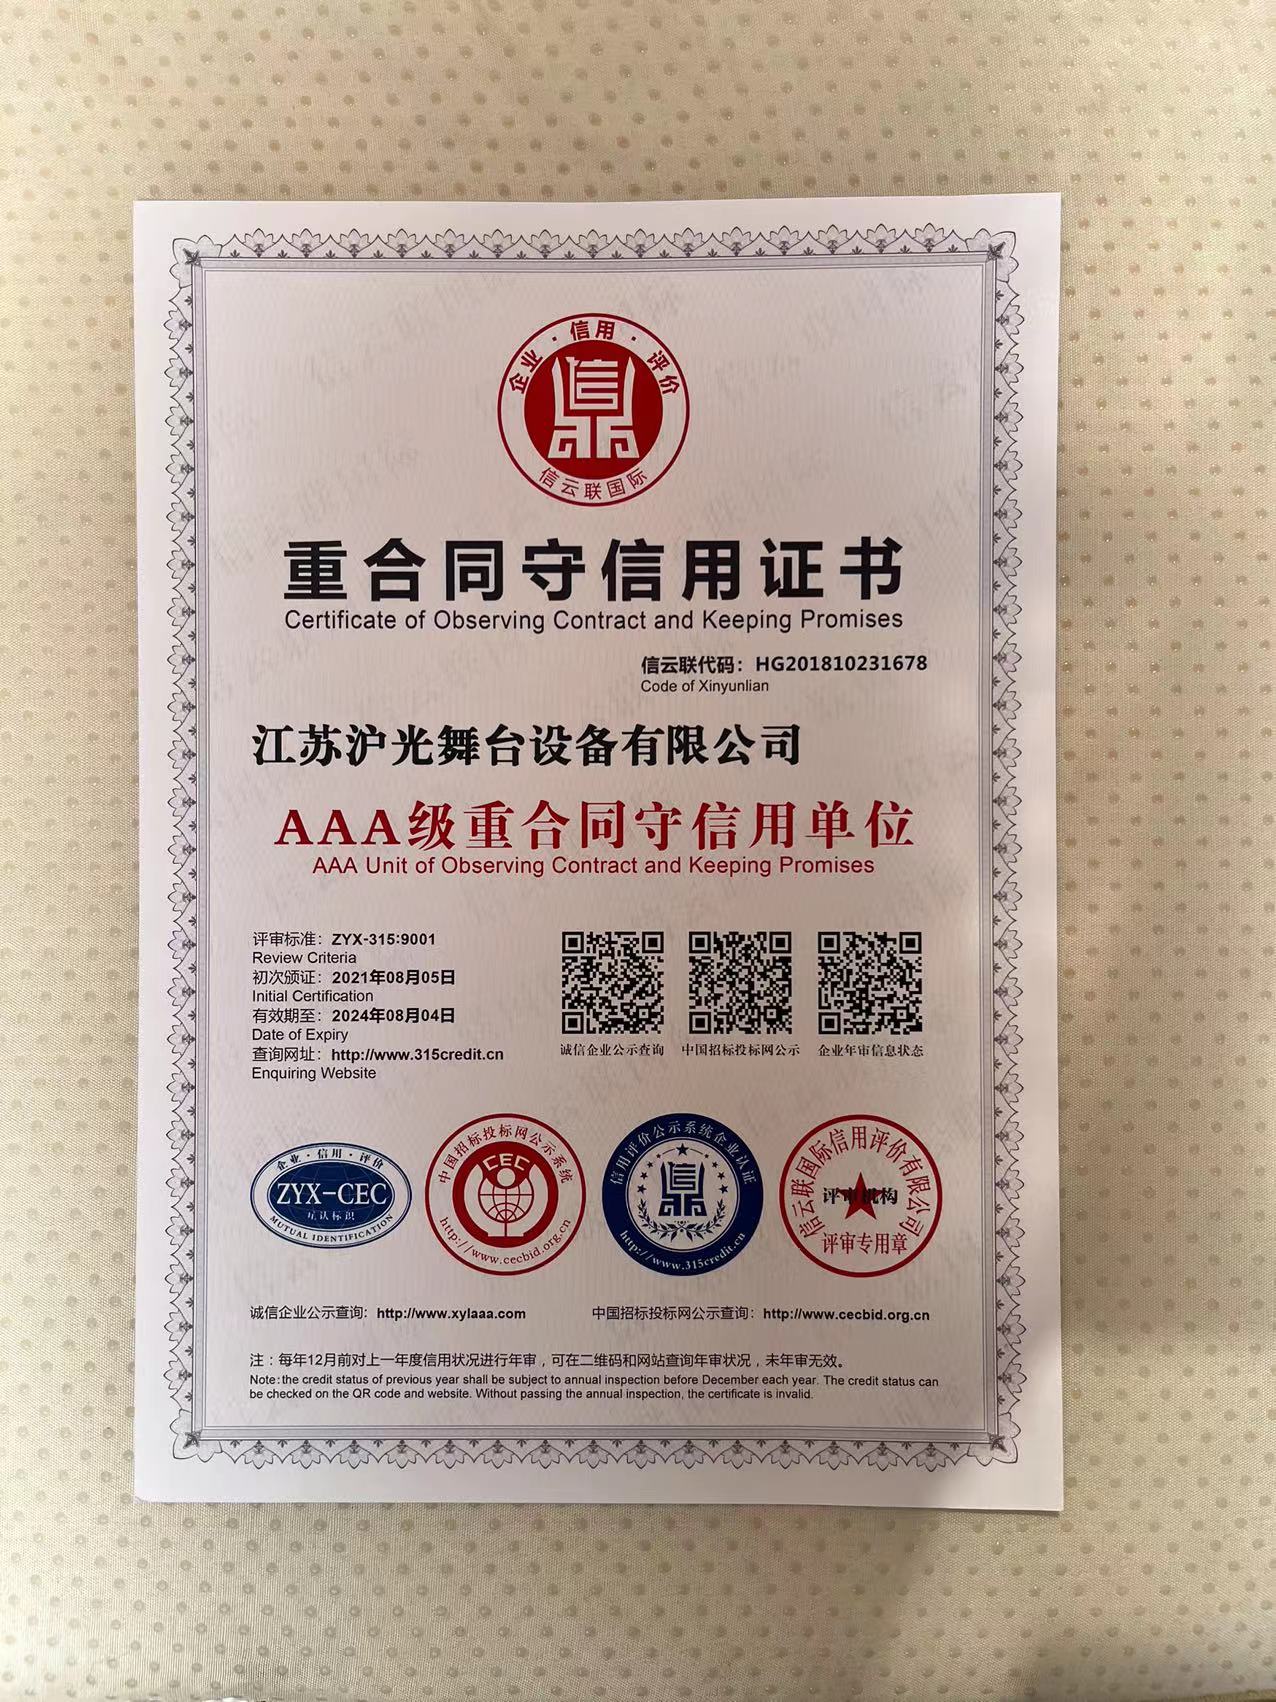 企业·信用·评价
信
信云联国际
重合同守信用证书
Certificate of Observing Contract and Keeping Promises
信云联代码：HG201810231678
Code of Xinyunlian
江苏沪光舞台设备有限公司
AAA级重合同守信用单位
AAA Unit of Observing Contract and Keeping Promises
评审标准：ZYX-315:9001
Review Criteria
初次颁证：2021年08月05日
Initial Certification
有效期至：2024年08月04日
Date of Expiry
查询网址：http://www.315credit.cn
Enquiring Website
诚信企业公示查询 中国招标投标网公示 企业年审信息状态
企业·信用·评价
ZYX-CEC
互认标识
MUTUAL IDENTIFICATION
中国招标投标网公示系统
CEC
http://www.cecbid.org.cn
信用评价公示系统企业认证
信
http://www.315credit.cn
信云联国际信用评价有限公司
评审机构
评审专用章
诚信企业公示查询：http://www.xylaaa.com 中国招标投标网公示查询：http://www.cecbid.org.cn
注：每年12月前对上一年度信用状况进行年审，可在二维码和网站查询年审状况，未年审无效。
Note: the credit status of previous year shall be subject to annual inspection before December each year. The credit status can
be checked on the QR code and website. Without passing the annual inspection, the certificate is invalid.